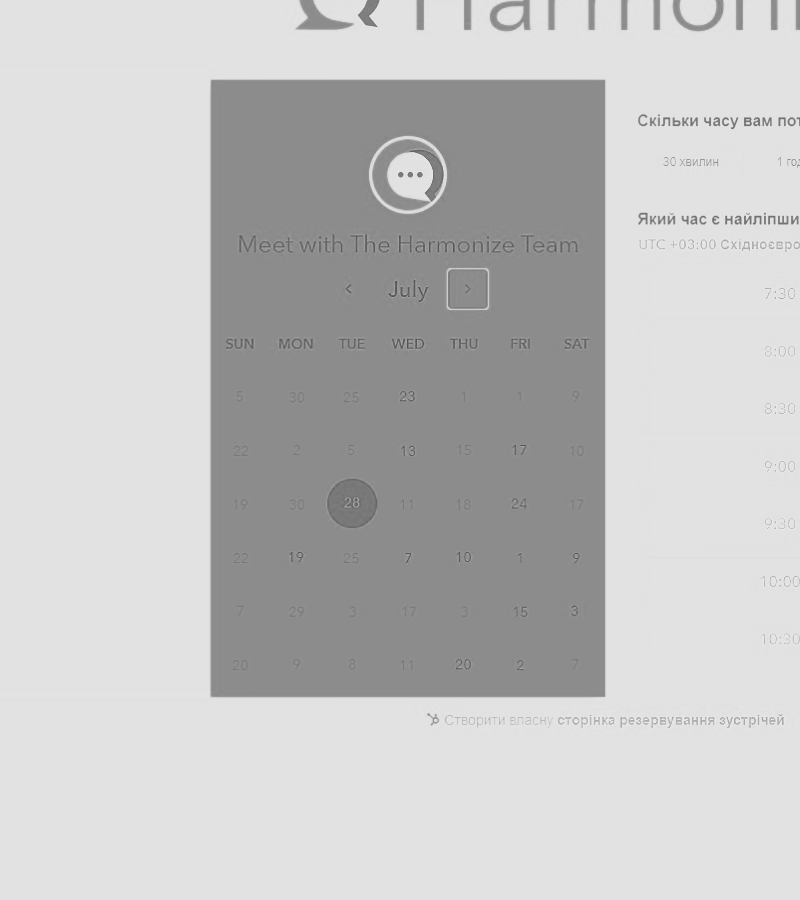 Harmoni
Meet with The Harmonize Team
July
SUN MON TUE WED THU FRI SAT
5 30 25 23 1 1 9
22 2 5 13 15 17 10
19 30 28 11 18 24 17
22 19 25 7 10 1 9
7 29 3 17 3 15 3
20 9 8 11 20 2 7
Скільки часу вам пот
30 хвилин 1 год
Який час є найліпши
UTC +03:00 Східноєвро
7:30
8:00
8:30
9:00
9:30
10:00
10:30
Створити власну сторінка резервування зустрічей